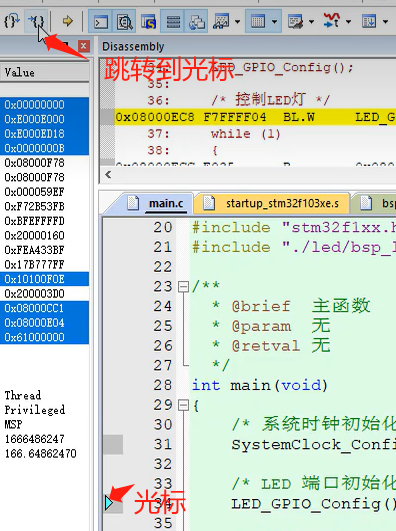 Disassembly
跳转到光标
Value
0x00000000
0xE000E000
0xE000ED18
0x0000000B
0x08000F78
0x08000F78
0x000059EF
0xF72B53FB
0xBFEFFFFD
0x20000160
0xFEA433BF
0x17B777FF
0x10100F0E
0x200003D0
0x08000CC1
0x08000E04
0x61000000
Thread
Privileged
MSP
1666486247
166.64862470
34: LED_GPIO_Config();
35:
36: /* 控制LED灯 */
0x08000EC8 F7FFFF04 BL.W LED_G
37: while (1)
38: {
main.c startup_stm32f103xe.s bsp
20 #include "stm32f1xx.h
21 #include "./led/bsp_l
22
23 /**
24 * @brief 主函数
25 * @param 无
26 * @retval 无
27 */
28 int main(void)
29 {
30 /* 系统时钟初始化
31 SystemClock_Confi
32
33 /* LED 端口初始化
34 LED_GPIO_Config()
35
光标